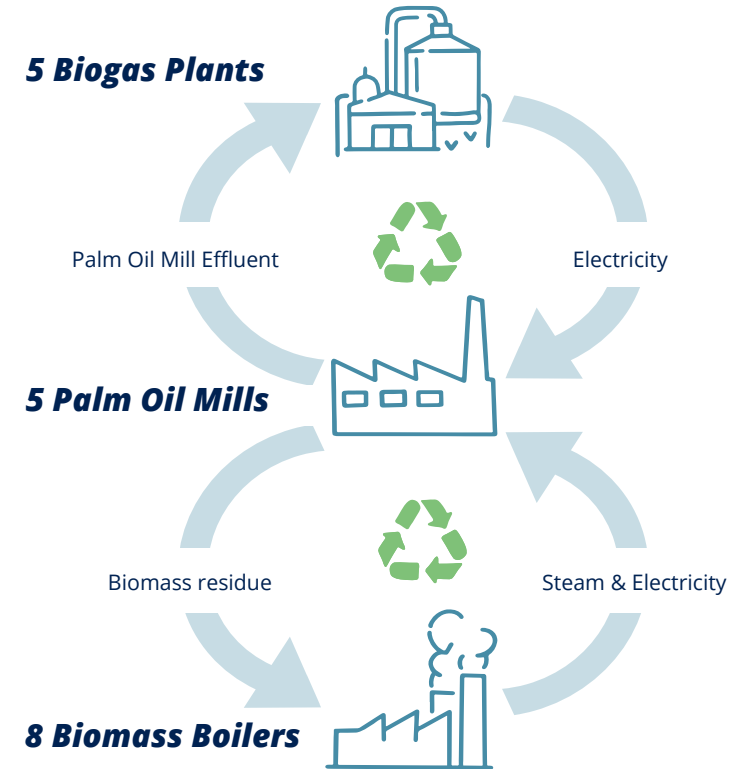 5 Biogas Plants
Palm Oil Mill Effluent
Electricity
5 Palm Oil Mills
Biomass residue
Steam & Electricity
8 Biomass Boilers